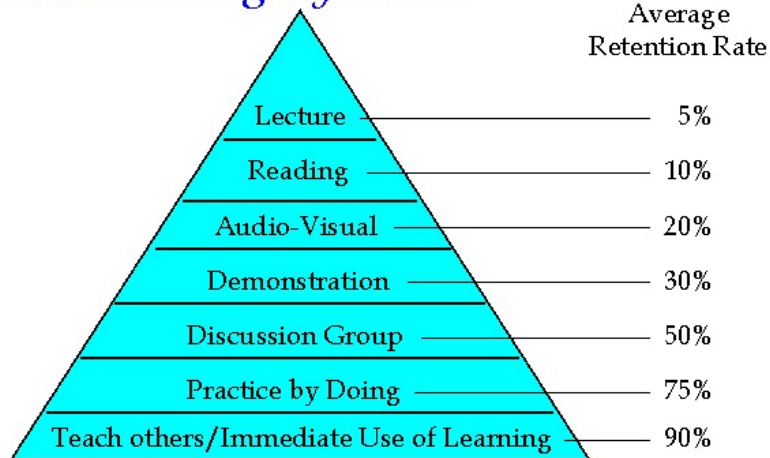 Average
Retention Rate
Lecture 5%
Reading 10%
Audio-Visual 20%
Demonstration 30%
Discussion Group 50%
Practice by Doing 75%
Teach others/Immediate Use of Learning 90%